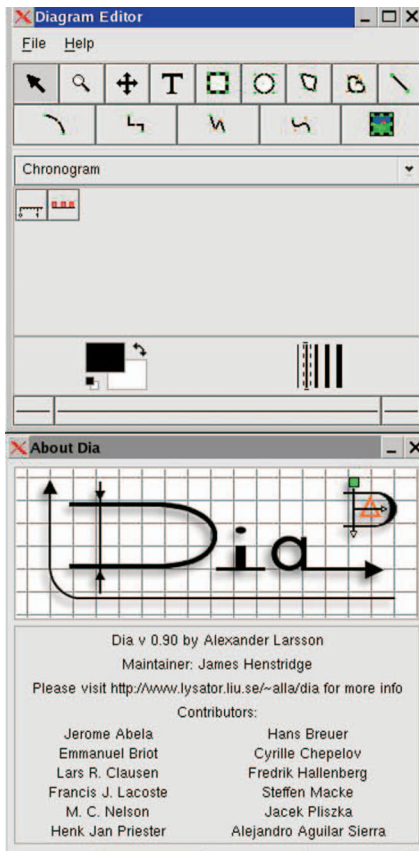 Diagram Editor
File Help
T
Chronogram
About Dia
Dia
Dia v 0.90 by Alexander Larsson
Maintainer: James Henstridge
Please visit http://www.lysator.liu.se/~alla/dia for more info
Contributors:
Jerome Abela Hans Breuer
Emmanuel Briot Cyrille Chepelov
Lars R. Clausen Fredrik Hallenberg
Francis J. Lacoste Steffen Macke
M. C. Nelson Jacek Pliszka
Henk Jan Priester Alejandro Aguilar Sierra